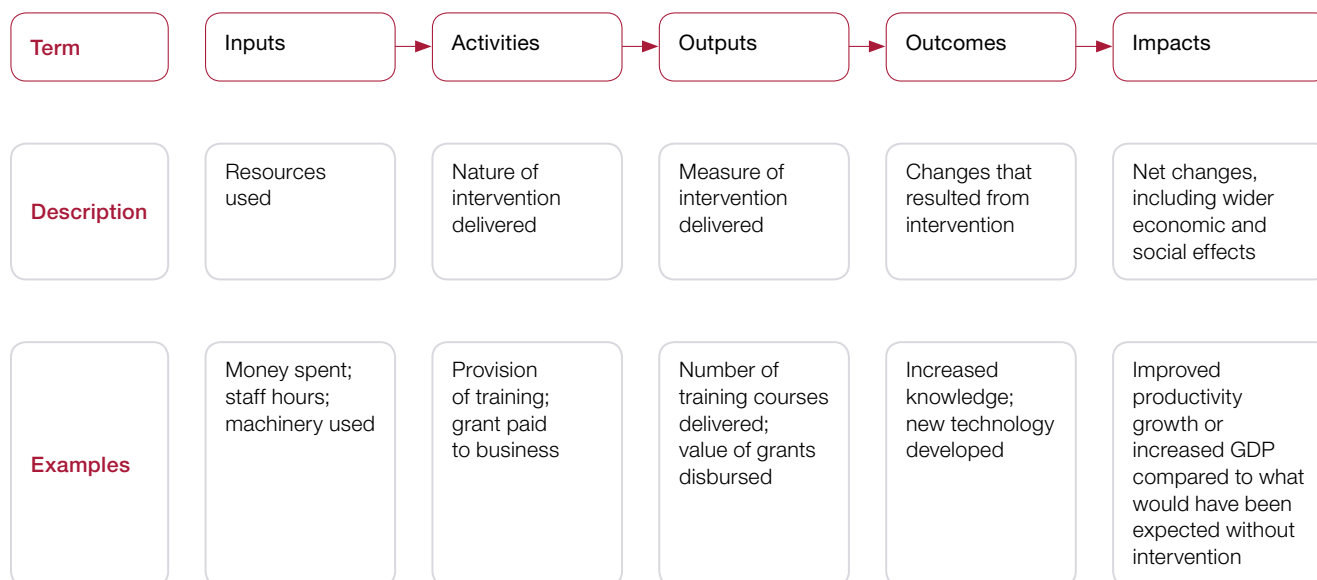 Term
Inputs
Activities
Outputs
Outcomes
Impacts
Description
Resources
used
Nature of
intervention
delivered
Measure of
intervention
delivered
Changes that
resulted from
intervention
Net changes,
including wider
economic and
social effects
Examples
Money spent;
staff hours;
machinery used
Provision
of training;
grant paid
to business
Number of
training courses
delivered;
value of grants
disbursed
Increased
knowledge;
new technology
developed
Improved
productivity
growth or
increased GDP
compared to what
would have been
expected without
intervention